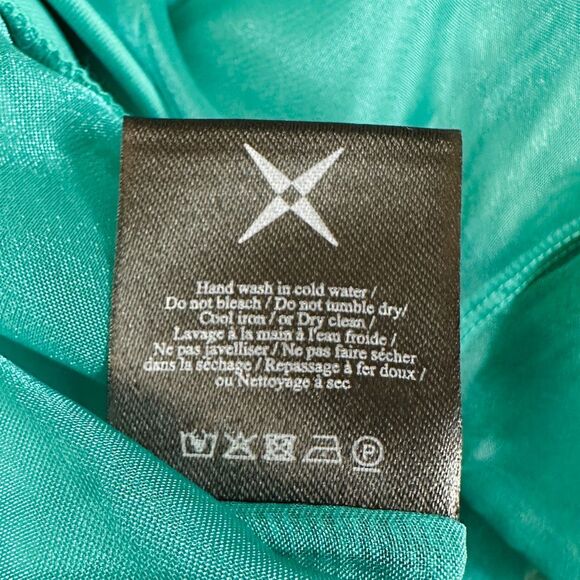 Hand wash in cold water /
Do not bleach / Do not tumble dry/
Cool iron / or Dry clean /
Lavage à la main à l'eau froide /
Ne pas javelliser / Ne pas faire sécher
dans la séchage / Repassage à fer doux /
ou Nettoyage à sec
P